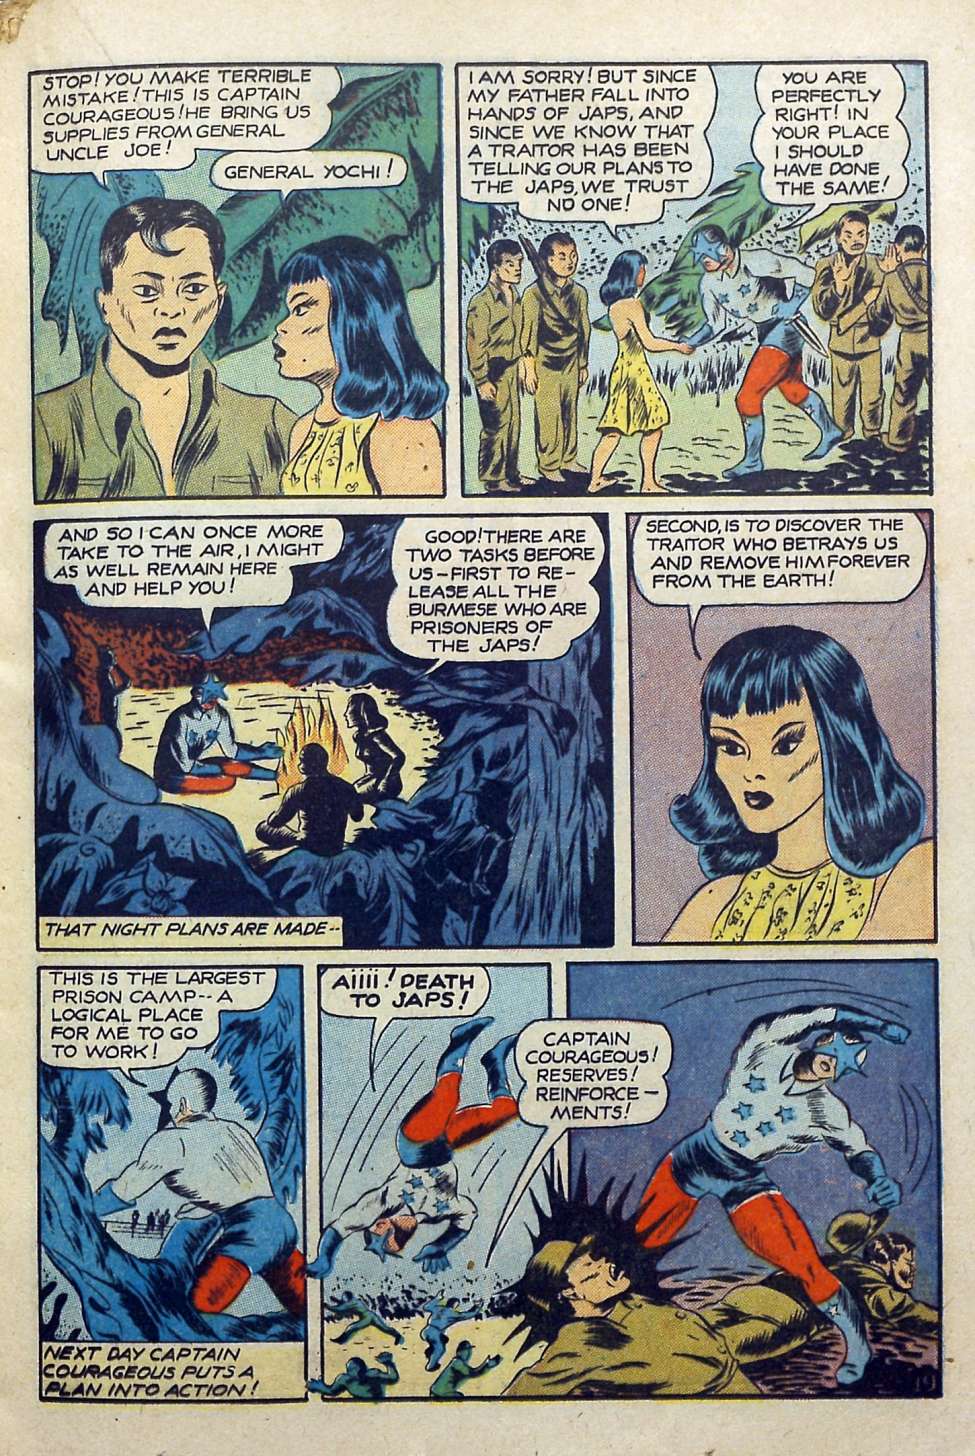 STOP! YOU MAKE TERRIBLE
MISTAKE! THIS IS CAPTAIN
COURAGEOUS! HE BRING US
SUPPLIES FROM GENERAL
UNCLE JOE!
GENERAL YOCHI!
I AM SORRY! BUT SINCE
MY FATHER FALL INTO
HANDS OF JAPS, AND
SINCE WE KNOW THAT
A TRAITOR HAS BEEN
TELLING OUR PLANS TO
THE JAPS, WE TRUST
NO ONE!
YOU ARE
PERFECTLY
RIGHT! IN
YOUR PLACE
I SHOULD
HAVE DONE
THE SAME!
AND SO I CAN ONCE MORE
TAKE TO THE AIR, I MIGHT
AS WELL REMAIN HERE
AND HELP YOU!
GOOD! THERE ARE
TWO TASKS BEFORE
US—FIRST TO RE-
LEASE ALL THE
BURMESE WHO ARE
PRISONERS OF
THE JAPS!
THAT NIGHT PLANS ARE MADE--
SECOND, IS TO DISCOVER THE
TRAITOR WHO BETRAYS US
AND REMOVE HIM FOREVER
FROM THE EARTH!
THIS IS THE LARGEST
PRISON CAMP-- A
LOGICAL PLACE
FOR ME TO GO
TO WORK!
NEXT DAY CAPTAIN
COURAGEOUS PUTS A
PLAN INTO ACTION!
AIIII! DEATH
TO JAPS!
CAPTAIN
COURAGEOUS!
RESERVES!
REINFORCE-
MENTS!
19